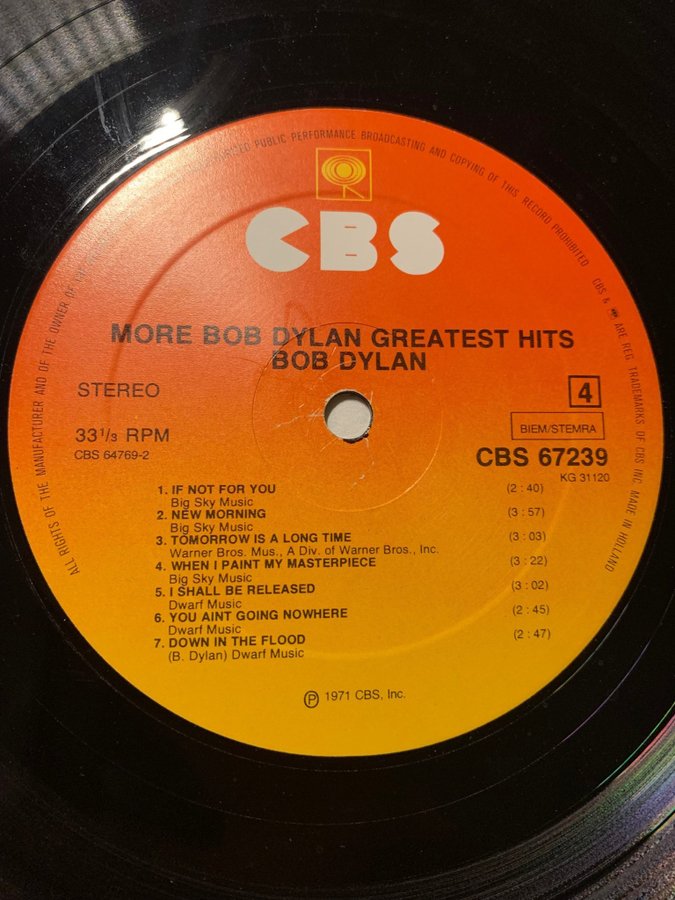 ALL RIGHTS OF THE MANUFACTURER AND OF THE OWNER OF THE
PUBLIC PERFORMANCE BROADCASTING AND COPYING OF THIS RECORD PROHIBITED
CBS & ARE REG. TRADEMARKS OF CBS INC. MADE IN HOLLAND
CBS
MORE BOB DYLAN GREATEST HITS
BOB DYLAN
STEREO
4
33 1/3 RPM
BIEM/STEMRA
CBS 64769-2
CBS 67239
KG 31120
1. IF NOT FOR YOU (2 : 40)
Big Sky Music
2. NEW MORNING (3 : 57)
Big Sky Music
3. TOMORROW IS A LONG TIME (3 : 03)
Warner Bros. Mus., A Div. of Warner Bros., Inc.
4. WHEN I PAINT MY MASTERPIECE (3 : 22)
Big Sky Music
5. I SHALL BE RELEASED (3 : 02)
Dwarf Music
6. YOU AINT GOING NOWHERE (2 : 45)
Dwarf Music
7. DOWN IN THE FLOOD (2 : 47)
(B. Dylan) Dwarf Music
℗ 1971 CBS, Inc.